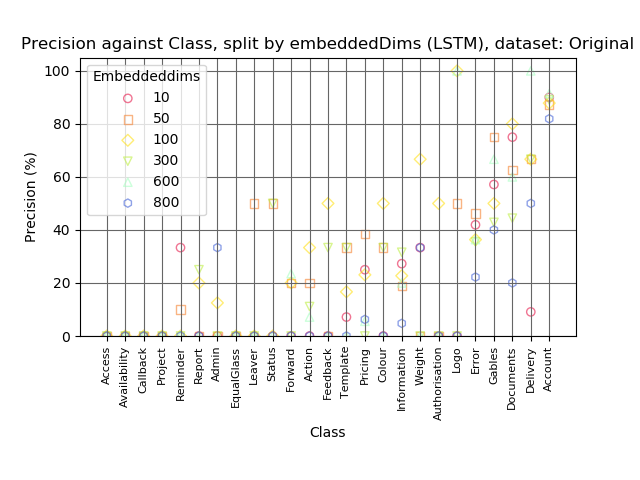 Precision against Class, split by embeddedDims (LSTM), dataset: Original
Embeddeddims
10
50
100
300
600
800
Precision (%)
100
80
60
40
20
0
Access
Availability
Callback
Project
Reminder
Report
Admin
EqualGlass
Leaver
Status
Forward
Action
Feedback
Template
Pricing
Colour
Information
Weight
Authorisation
Logo
Error
Gables
Documents
Delivery
Account
Class